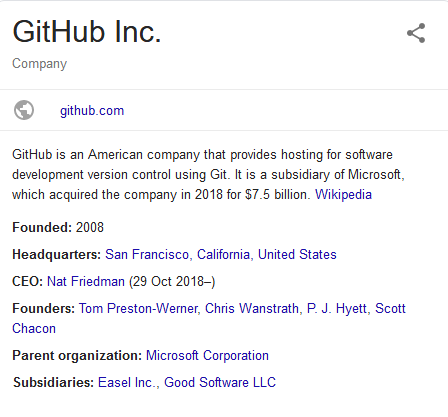 GitHub Inc.
Company
github.com
GitHub is an American company that provides hosting for software
development version control using Git. It is a subsidiary of Microsoft,
which acquired the company in 2018 for $7.5 billion. Wikipedia
Founded: 2008
Headquarters: San Francisco, California, United States
CEO: Nat Friedman (29 Oct 2018–)
Founders: Tom Preston-Werner, Chris Wanstrath, P. J. Hyett, Scott
Chacon
Parent organization: Microsoft Corporation
Subsidiaries: Easel Inc., Good Software LLC